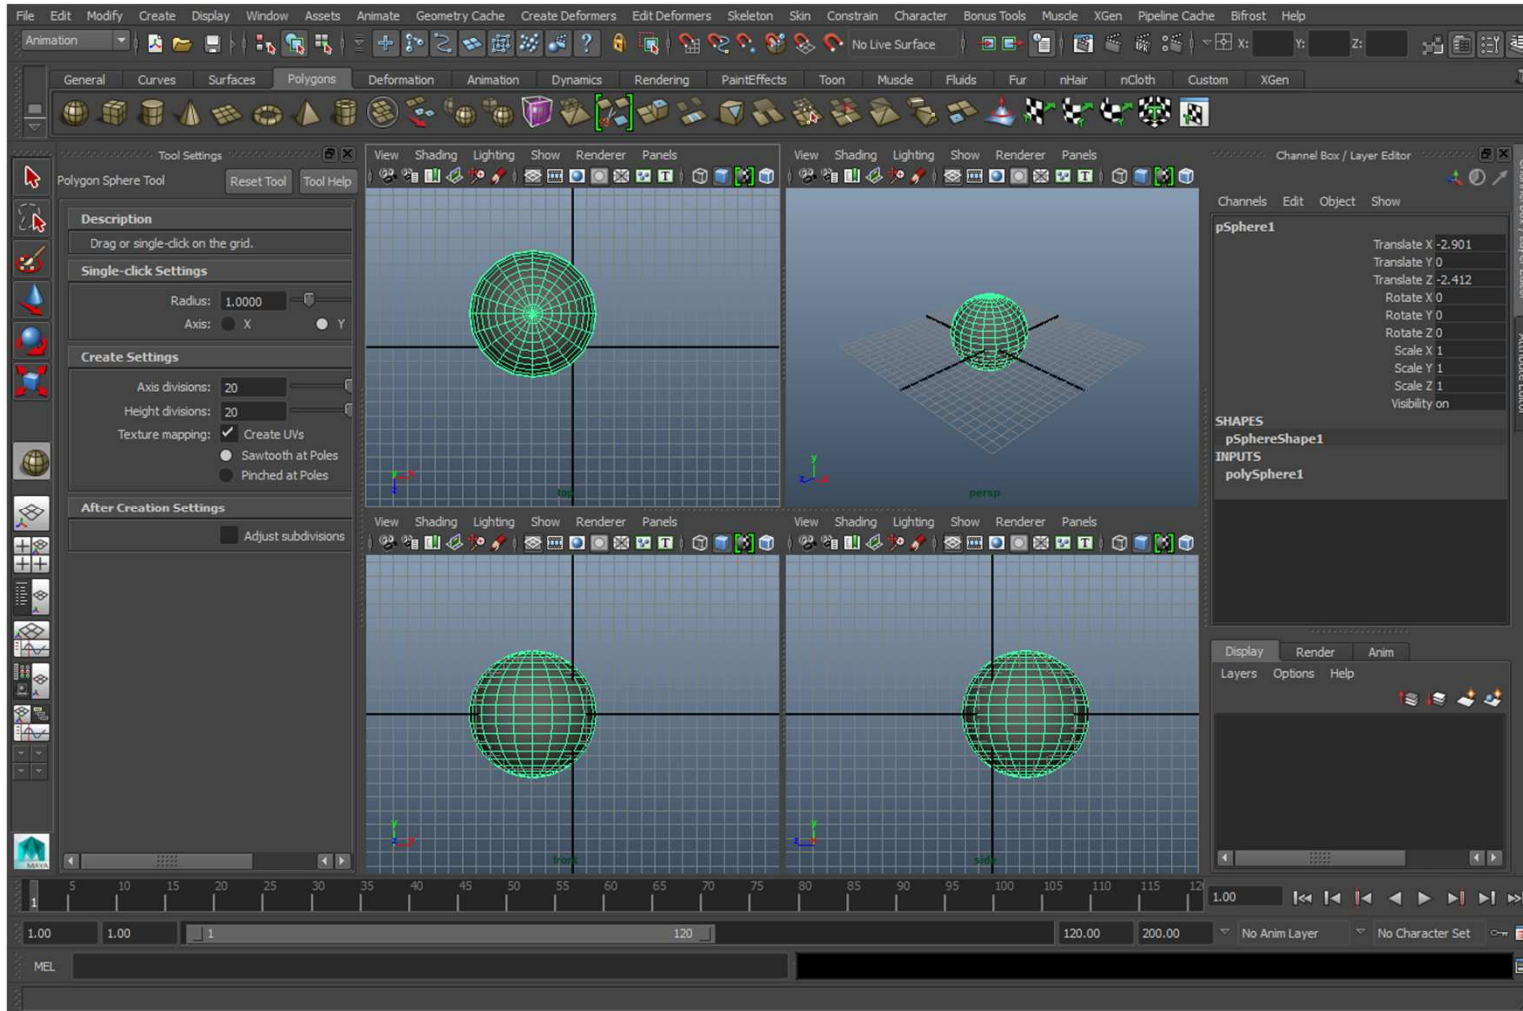 File Edit Modify Create Display Window Assets Animate Geometry Cache Create Deformers Edit Deformers Skeleton Skin Constrain Character Bonus Tools Muscle XGen Pipeline Cache Bifrost Help
Animation No Live Surface X: Y: Z:
General Curves Surfaces Polygons Deformation Animation Dynamics Rendering PaintEffects Toon Muscle Fluids Fur nHair nCloth Custom XGen
Tool Settings
Polygon Sphere Tool Reset Tool Tool Help
Description
Drag or single-click on the grid.
Single-click Settings
Radius: 1.0000
Axis: X Y
Create Settings
Axis divisions: 20
Height divisions: 20
Texture mapping: Create UVs
Sawtooth at Poles
Pinched at Poles
After Creation Settings
Adjust subdivisions
MAYA
View Shading Lighting Show Renderer Panels
top
View Shading Lighting Show Renderer Panels
y
z
persp
View Shading Lighting Show Renderer Panels
y
front
View Shading Lighting Show Renderer Panels
y
z
side
Channel Box / Layer Editor
Channels Edit Object Show
pSphere1
Translate X -2.901
Translate Y 0
Translate Z -2.412
Rotate X 0
Rotate Y 0
Rotate Z 0
Scale X 1
Scale Y 1
Scale Z 1
Visibility on
SHAPES
pSphereShape1
INPUTS
polySphere1
Attribute Editor
Display Render Anim
Layers Options Help
1 5 10 15 20 25 30 35 40 45 50 55 60 65 70 75 80 85 90 95 100 105 110 115 12 1.00
1.00 1.00 1 120 120.00 200.00 No Anim Layer No Character Set
MEL